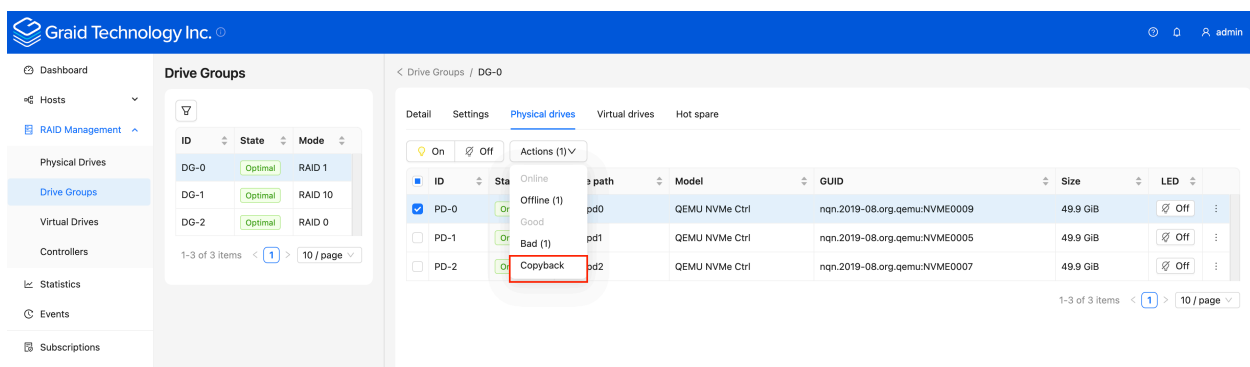 Graid Technology Inc.
admin
Dashboard
Hosts
RAID Management
Physical Drives
Drive Groups
Virtual Drives
Controllers
Statistics
Events
Subscriptions
Drive Groups
ID State Mode
DG-0 Optimal RAID 1
DG-1 Optimal RAID 10
DG-2 Optimal RAID 0
1-3 of 3 items < 1 > 10 / page
< Drive Groups / DG-0
Detail Settings Physical drives Virtual drives Hot spare
On Off Actions (1)
Online
Offline (1)
Good
Bad (1)
Copyback
ID Sta e path Model GUID Size LED
PD-0 On pd0 QEMU NVMe Ctrl nqn.2019-08.org.qemu:NVME0009 49.9 GiB Off
PD-1 On pd1 QEMU NVMe Ctrl nqn.2019-08.org.qemu:NVME0005 49.9 GiB Off
PD-2 On pd2 QEMU NVMe Ctrl nqn.2019-08.org.qemu:NVME0007 49.9 GiB Off
1-3 of 3 items < 1 > 10 / page